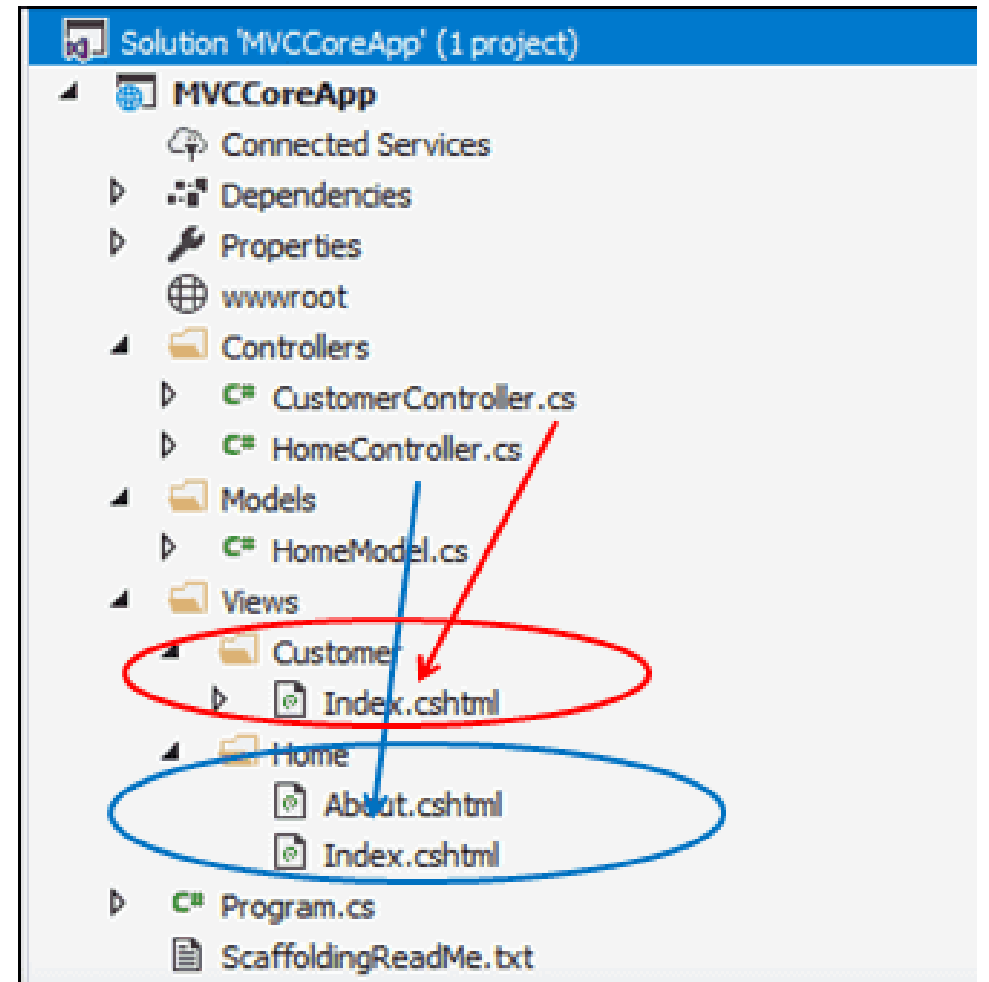 Solution 'MVCCoreApp' (1 project)
MVCCoreApp
Connected Services
Dependencies
Properties
wwwroot
Controllers
C# CustomerController.cs
C# HomeController.cs
Models
C# HomeModel.cs
Views
Customer
Index.cshtml
Home
About.cshtml
Index.cshtml
C# Program.cs
ScaffoldingReadMe.txt